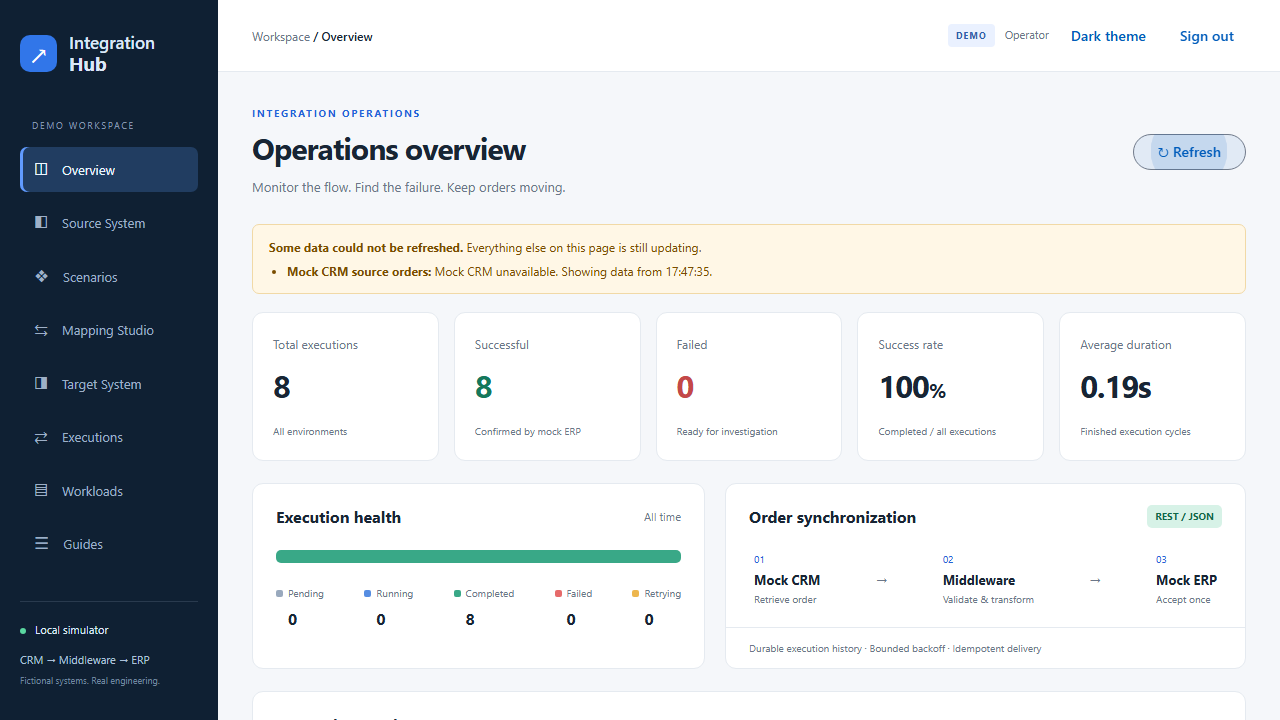 Integration
Hub
DEMO WORKSPACE
Overview
Source System
Scenarios
Mapping Studio
Target System
Executions
Workloads
Guides
Local simulator
CRM → Middleware → ERP
Fictional systems. Real engineering.
Workspace / Overview
DEMO Operator Dark theme Sign out
INTEGRATION OPERATIONS
Operations overview
Monitor the flow. Find the failure. Keep orders moving.
↻ Refresh
Some data could not be refreshed. Everything else on this page is still updating.
• Mock CRM source orders: Mock CRM unavailable. Showing data from 17:47:35.
Total executions
8
All environments
Successful
8
Confirmed by mock ERP
Failed
0
Ready for investigation
Success rate
100%
Completed / all executions
Average duration
0.19s
Finished execution cycles
Execution health
All time
Pending Running Completed Failed Retrying
0 0 8 0 0
Order synchronization
REST / JSON
01 02 03
Mock CRM → Middleware → Mock ERP
Retrieve order Validate & transform Accept once
Durable execution history · Bounded backoff · Idempotent delivery